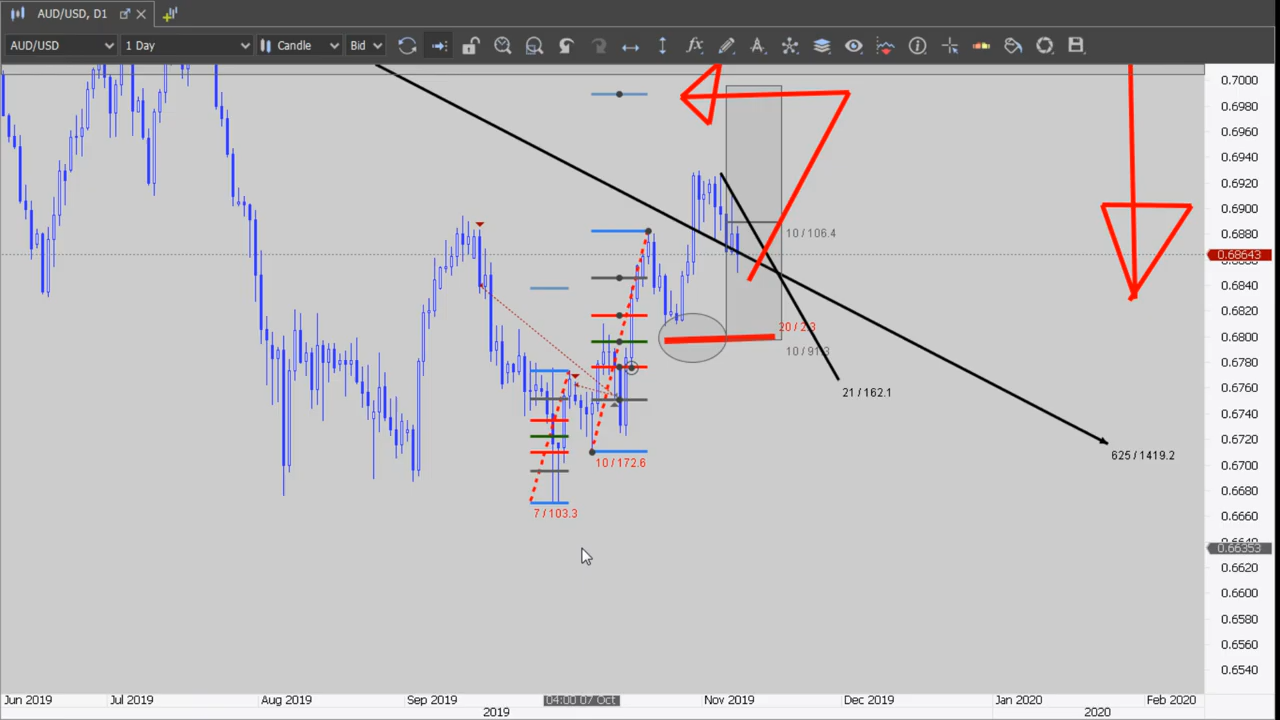 AUD/USD, D1
AUD/USD 1 Day Candle Bid
0.7000
0.6980
0.6960
0.6940
0.6920
0.6900
0.6880
0.68643
0.6840
0.6820
0.6800
0.6780
0.6760
0.6740
0.6720
0.6700
0.6680
0.6660
0.66353
0.6620
0.6600
0.6580
0.6560
0.6540
10 / 106.4
20 / 2.3
10 / 91.3
21 / 162.1
625 / 1419.2
10 / 172.6
7 / 103.3
Jun 2019 Jul 2019 Aug 2019 Sep 2019 04:00 07 Oct Nov 2019 Dec 2019 Jan 2020 Feb 2020
2019 2020